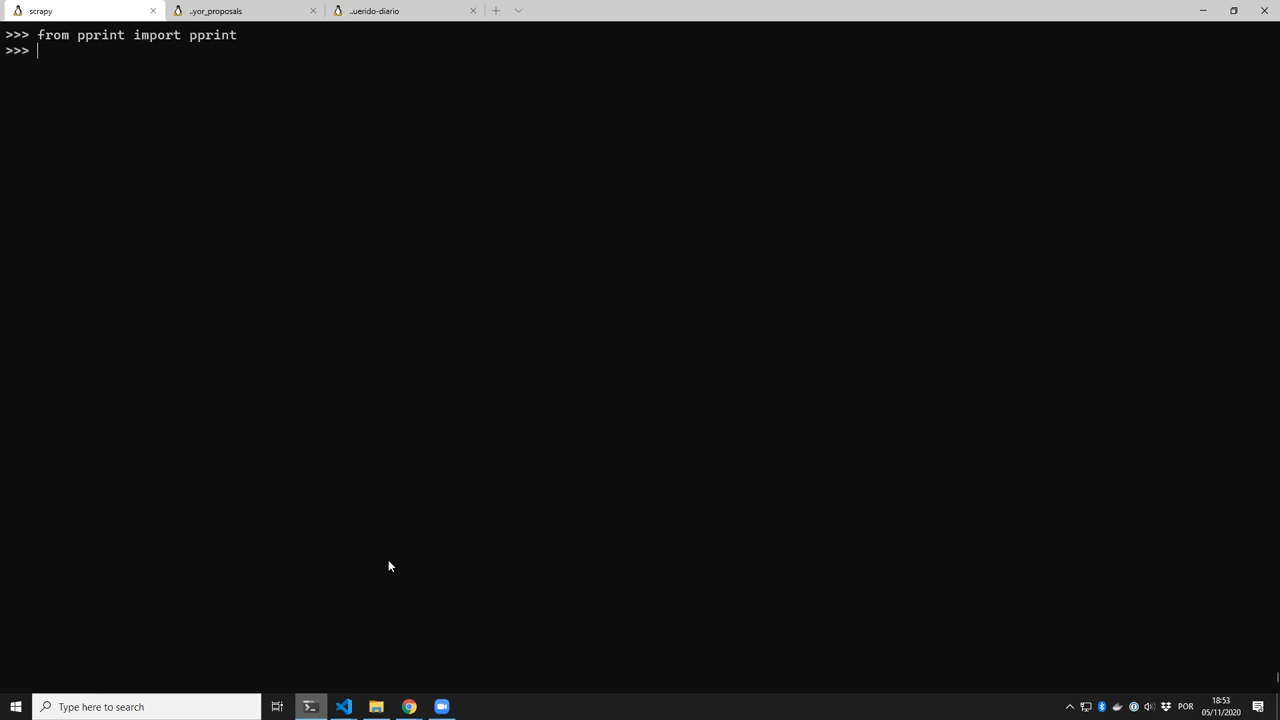 scrapy
..yor_proposals
..uerido-diario
>>> from pprint import pprint
>>>
Type here to search
POR
18:53
05/11/2020